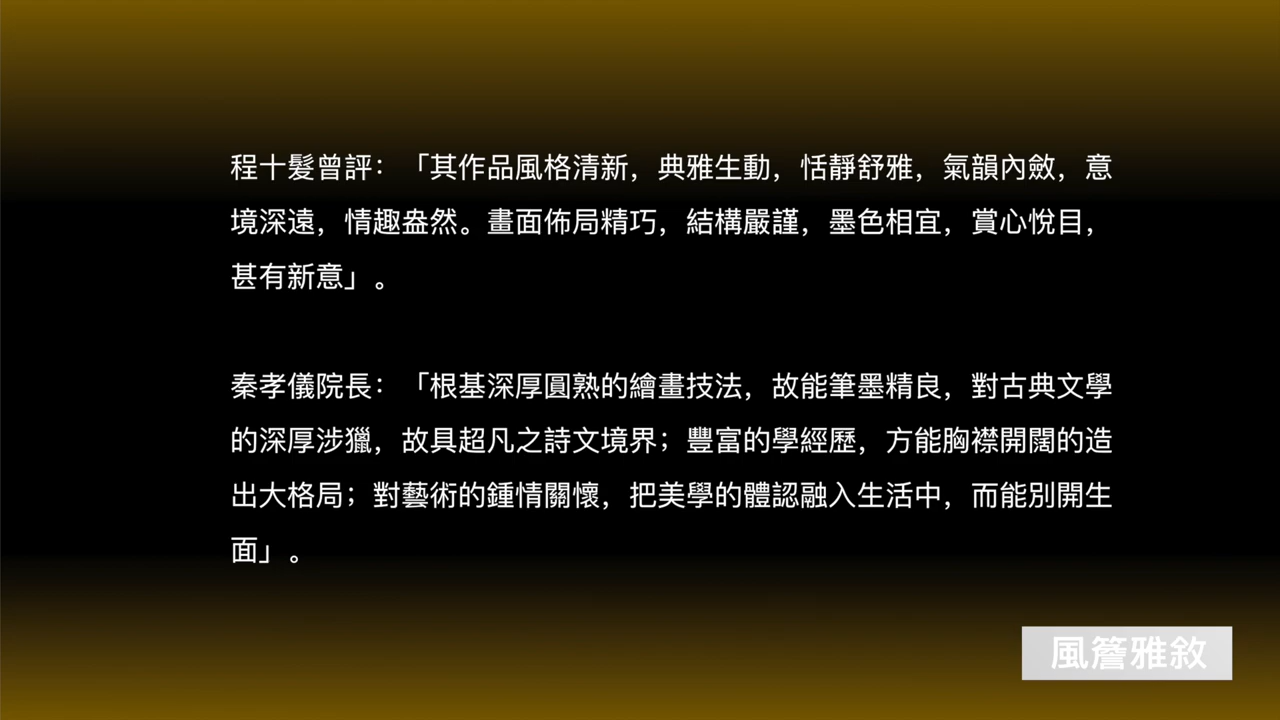 程十髮曾評：「其作品風格清新，典雅生動，恬靜舒雅，氣韻內斂，意
境深遠，情趣盎然。畫面佈局精巧，結構嚴謹，墨色相宜，賞心悅目，
甚有新意」。
秦孝儀院長：「根基深厚圓熟的繪畫技法，故能筆墨精良，對古典文學
的深厚涉獵，故具超凡之詩文境界；豐富的學經歷，方能胸襟開闊的造
出大格局；對藝術的鍾情關懷，把美學的體認融入生活中，而能別開生
面」。
風簷雅敘